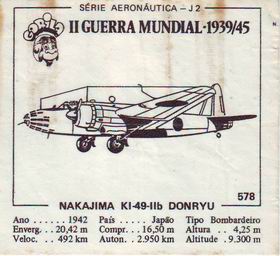 SÉRIE AERONÁUTICA - J2
II GUERRA MUNDIAL-1939/45
578
NAKAJIMA KI-49-IIb DONRYU
Ano ...... 1942 País ..... Japão Tipo Bombardeiro
Enverg... 20,42 m Compr... 16,50 m Altura .. 4,25 m
Veloc. .. 492 km Auton. 2.950 km Altitude . 9.300 m